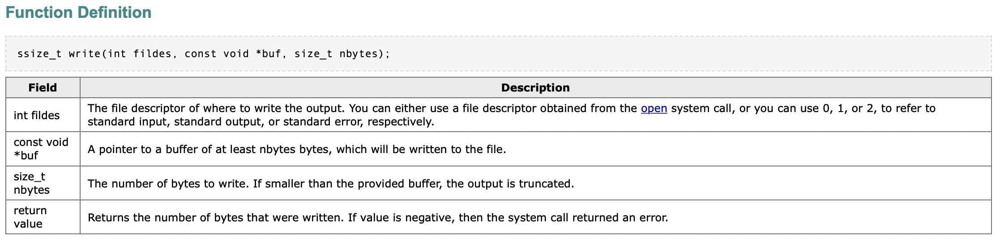 Function Definition
ssize_t write(int fildes, const void *buf, size_t nbytes);
Field Description
int fildes The file descriptor of where to write the output. You can either use a file descriptor obtained from the open system call, or you can use 0, 1, or 2, to refer to
standard input, standard output, or standard error, respectively.
const void
*buf
A pointer to a buffer of at least nbytes bytes, which will be written to the file.
size_t
nbytes
The number of bytes to write. If smaller than the provided buffer, the output is truncated.
return
value
Returns the number of bytes that were written. If value is negative, then the system call returned an error.